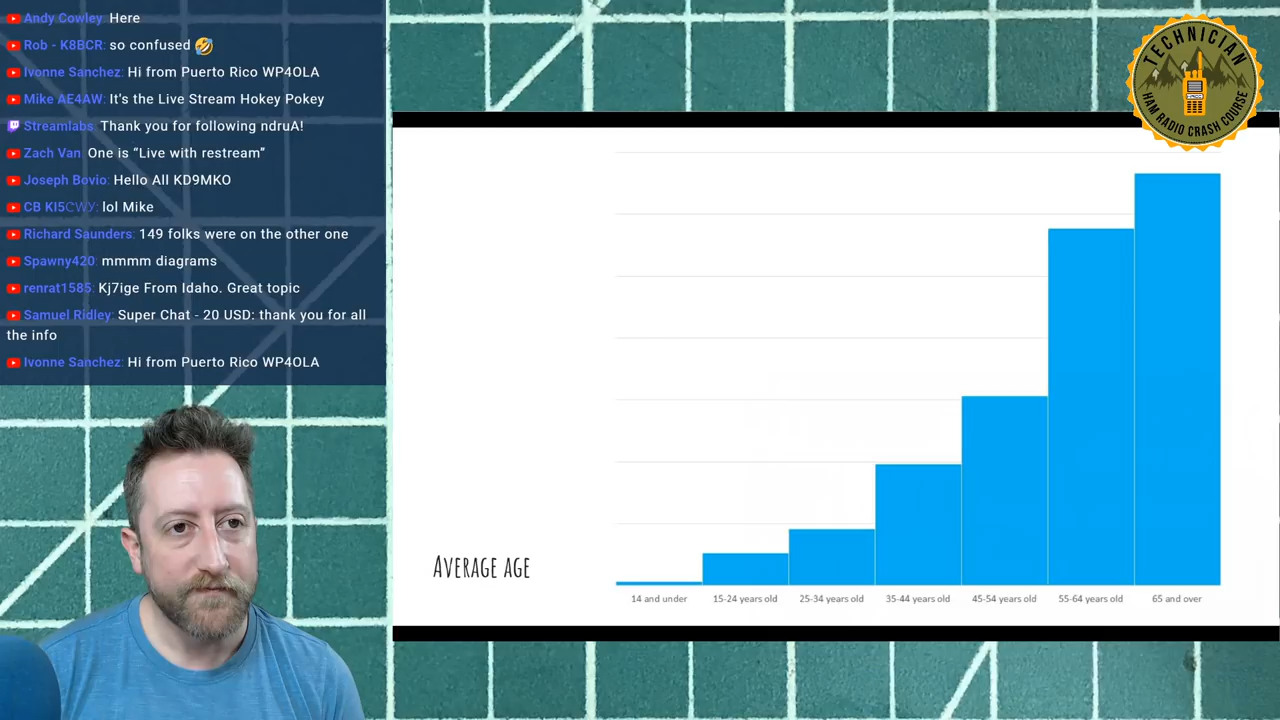 Andy Cowley: Here
Rob - K8BCR: so confused 🤣
Ivonne Sanchez: Hi from Puerto Rico WP4OLA
Mike AE4AW: It's the Live Stream Hokey Pokey
Streamlabs: Thank you for following ndruA!
Zach Van: One is “Live with restream”
Joseph Bovio: Hello All KD9MKO
CB KI5CWY: lol Mike
Richard Saunders: 149 folks were on the other one
Spawny420: mmmm diagrams
renrat1585: Kj7ige From Idaho. Great topic
Samuel Ridley: Super Chat - 20 USD: thank you for all
the info
Ivonne Sanchez: Hi from Puerto Rico WP4OLA
TECHNICIAN
HAM RADIO CRASH COURSE
AVERAGE AGE
14 and under
15-24 years old
25-34 years old
35-44 years old
45-54 years old
55-64 years old
65 and over